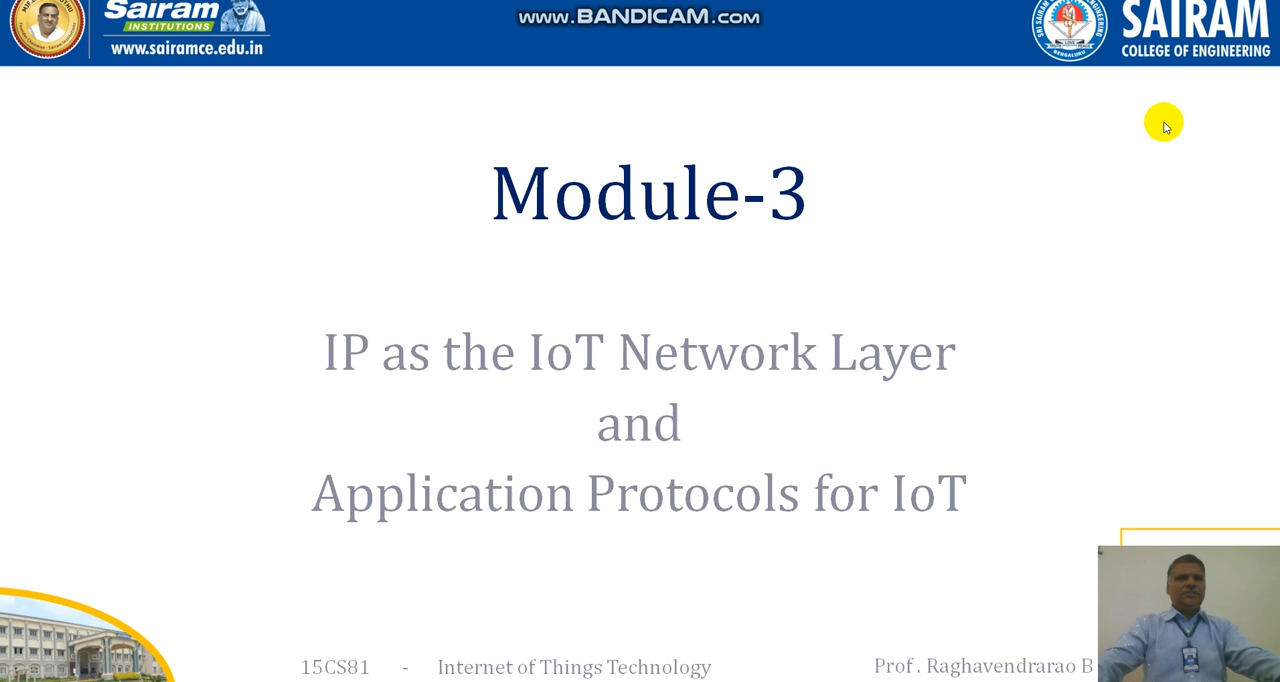 Sairam
INSTITUTIONS
www.sairamce.edu.in
www.BANDICAM.com
SAIRAM
COLLEGE OF ENGINEERING
BENGALURU
Module-3
IP as the IoT Network Layer
and
Application Protocols for IoT
15CS81 - Internet of Things Technology
Prof. Raghavendrarao B